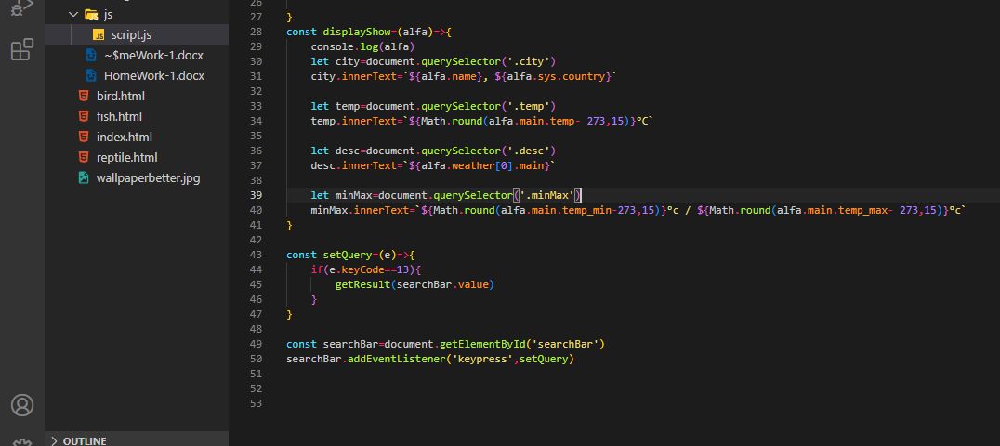 js
script.js
~$meWork-1.docx
HomeWork-1.docx
bird.html
fish.html
index.html
reptile.html
wallpaperbetter.jpg
OUTLINE
26
27 }
28 const displayShow=(alfa)=>{
29 console.log(alfa)
30 let city=document.querySelector('.city')
31 city.innerText=`${alfa.name}, ${alfa.sys.country}`
32
33 let temp=document.querySelector('.temp')
34 temp.innerText=`${Math.round(alfa.main.temp- 273,15)}°C`
35
36 let desc=document.querySelector('.desc')
37 desc.innerText=`${alfa.weather[0].main}`
38
39 let minMax=document.querySelector('.minMax')
40 minMax.innerText=`${Math.round(alfa.main.temp_min-273,15)}°c / ${Math.round(alfa.main.temp_max- 273,15)}°c`
41 }
42
43 const setQuery=(e)=>{
44 if(e.keyCode==13){
45 getResult(searchBar.value)
46 }
47 }
48
49 const searchBar=document.getElementById('searchBar')
50 searchBar.addEventListener('keypress',setQuery)
51
52
53